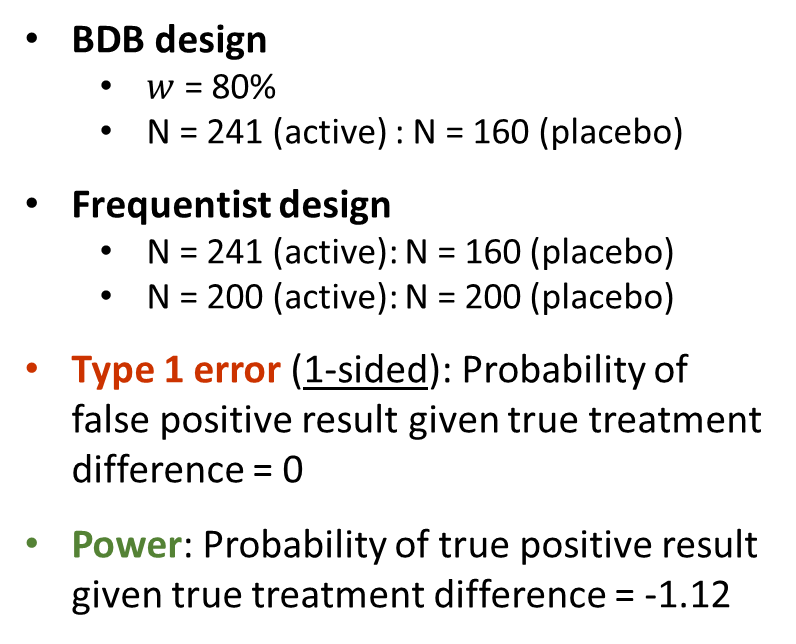 • BDB design
• w = 80%
• N = 241 (active) : N = 160 (placebo)
• Frequentist design
• N = 241 (active): N = 160 (placebo)
• N = 200 (active): N = 200 (placebo)
• Type 1 error (1-sided): Probability of
false positive result given true treatment
difference = 0
• Power: Probability of true positive result
given true treatment difference = -1.12